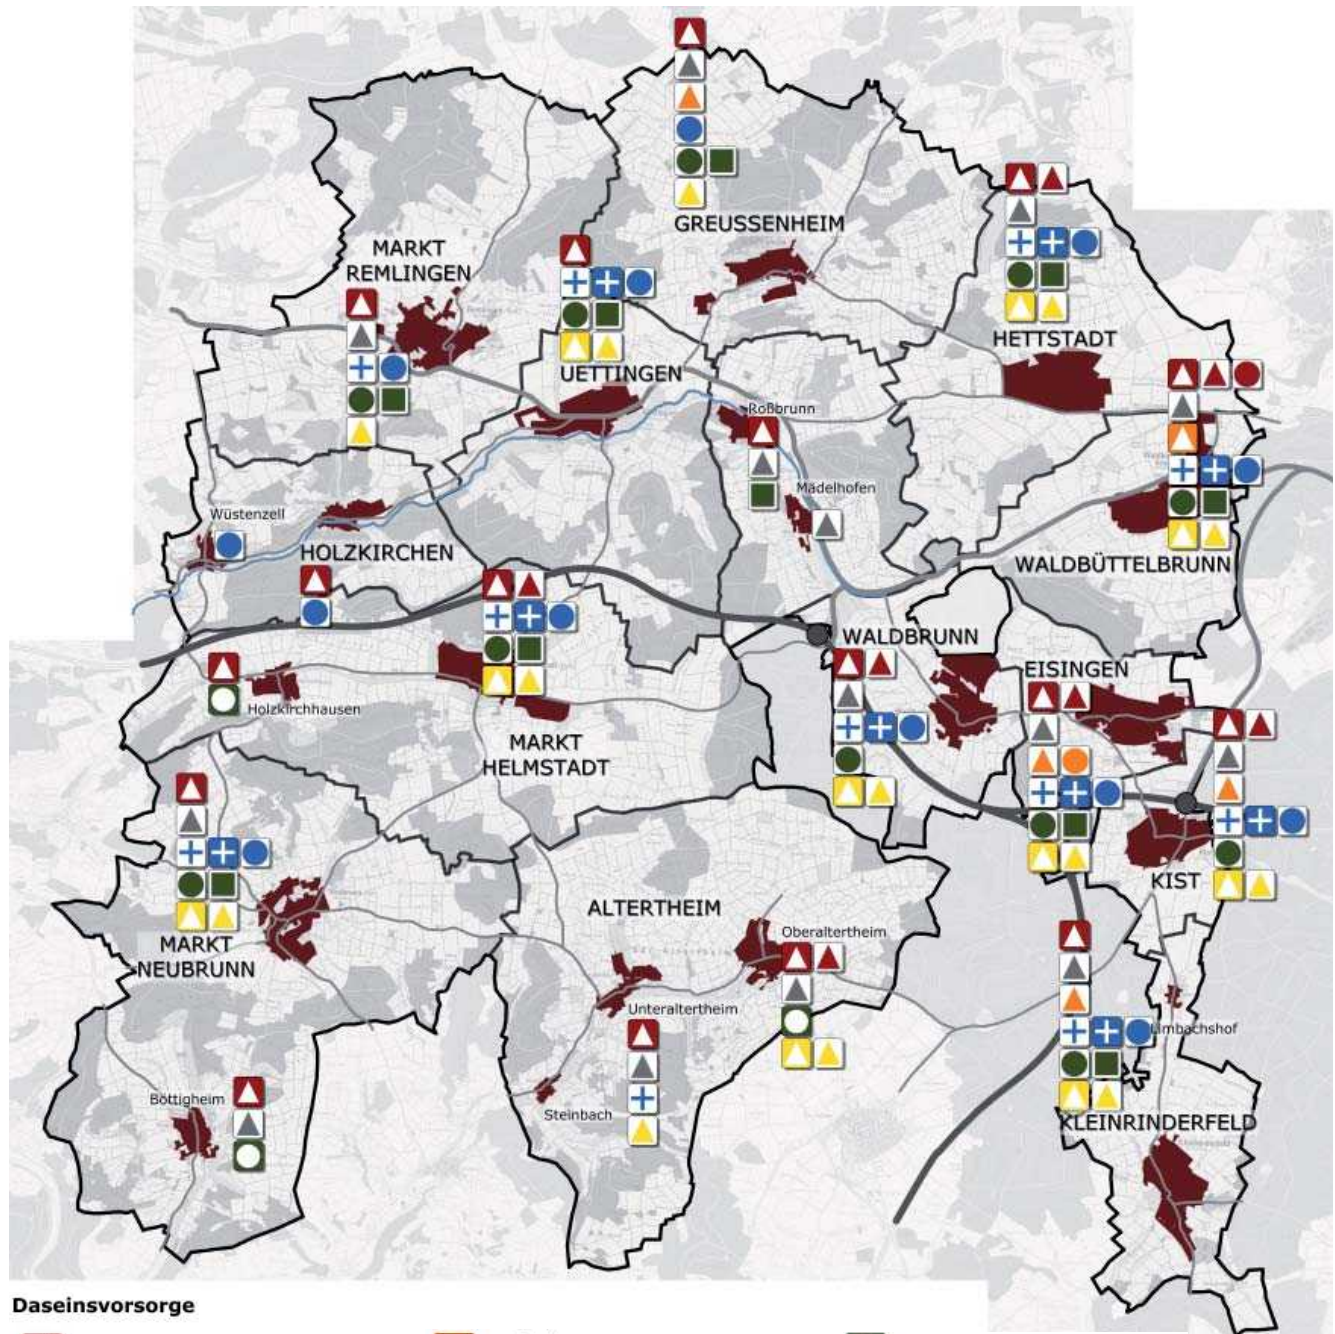 GREUSSENHEIM
MARKT
REMLINGEN
HETTSTADT
UETTINGEN
Roßbrunn
Mädelhofen
Wüstenzell
HOLZKIRCHEN
WALDBÜTTELBRUNN
WALDBRUNN
EISINGEN
Holzkirchhausen
MARKT
HELMSTADT
KIST
ALTERTHEIM
Oberaltertheim
MARKT
NEUBRUNN
Unteraltertheim
Limbachshof
Böttigheim
Steinbach
KLEINRINDERFELD
Daseinsvorsorge